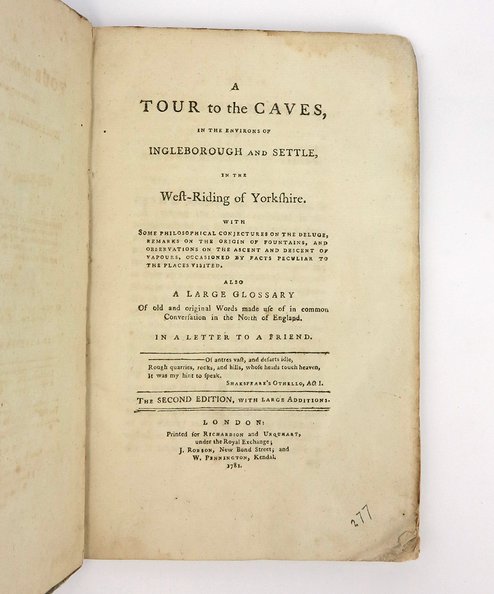 A
TOUR to the CAVES,
IN THE ENVIRONS OF
INGLEBOROUGH AND SETTLE,
IN THE
Weſt-Riding of Yorkſhire.
WITH
SOME PHILOSOPHICAL CONJECTURES ON THE DELUGE,
REMARKS ON THE ORIGIN OF FOUNTAINS, AND
OBSERVATIONS ON THE ASCENT AND DESCENT OF
VAPOURS, OCCASIONED BY FACTS PECULIAR TO
THE PLACES VISITED.
ALSO
A LARGE GLOSSARY
Of old and original Words made uſe of in common
Converſation in the North of England.
IN A LETTER TO A FRIEND.
Of antres vaſt, and deſarts idle,
Rough quarries, rocks, and hills, whoſe heads touch heaven,
It was my hint to ſpeak.
SHAKSPEARE'S OTHELLO, Act I.
THE SECOND EDITION, WITH LARGE ADDITIONS.
LONDON:
Printed for RICHARDSON and URQUHART,
under the Royal Exchange;
J. ROBSON, New Bond Street; and
W. PENNINGTON, Kendal.
1781.
277